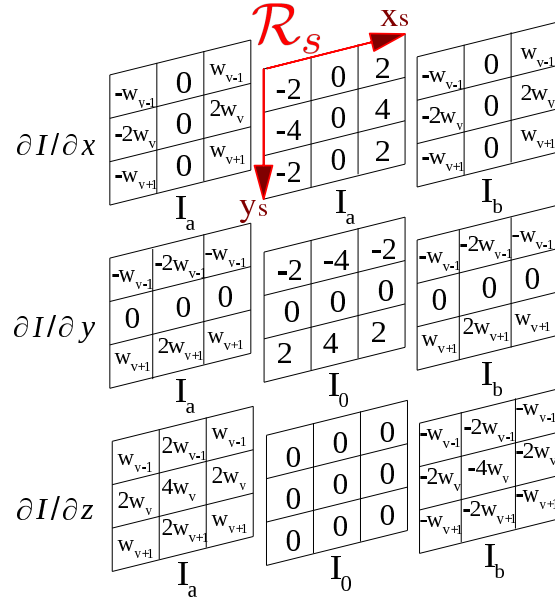 𝓡ₛ xₛ
-w_{v-1} 0 w_{v-1} -2 0 2 -w_{v-1} 0 w_{v-1}
∂I/∂x -2w_v 0 2w_v -4 0 4 -2w_v 0 2w_v
-w_{v+1} 0 w_{v+1} -2 0 2 -w_{v+1} 0 w_{v+1}
I_a yₛ I_a I_b
-w_{v-1} -2w_{v-1} -w_{v-1} -2 -4 -2 -w_{v-1} -2w_{v-1} -w_{v-1}
∂I/∂y 0 0 0 0 0 0 0 0 0
w_{v+1} 2w_{v+1} w_{v+1} 2 4 2 w_{v+1} 2w_{v+1} w_{v+1}
I_a I_0 I_b
w_{v-1} 2w_{v-1} w_{v-1} 0 0 0 -w_{v-1} -2w_{v-1} -w_{v-1}
∂I/∂z 2w_v 4w_v 2w_v 0 0 0 -2w_v -4w_v -2w_v
w_{v+1} 2w_{v+1} w_{v+1} 0 0 0 -w_{v+1} -2w_{v+1} -w_{v+1}
I_a I_0 I_b